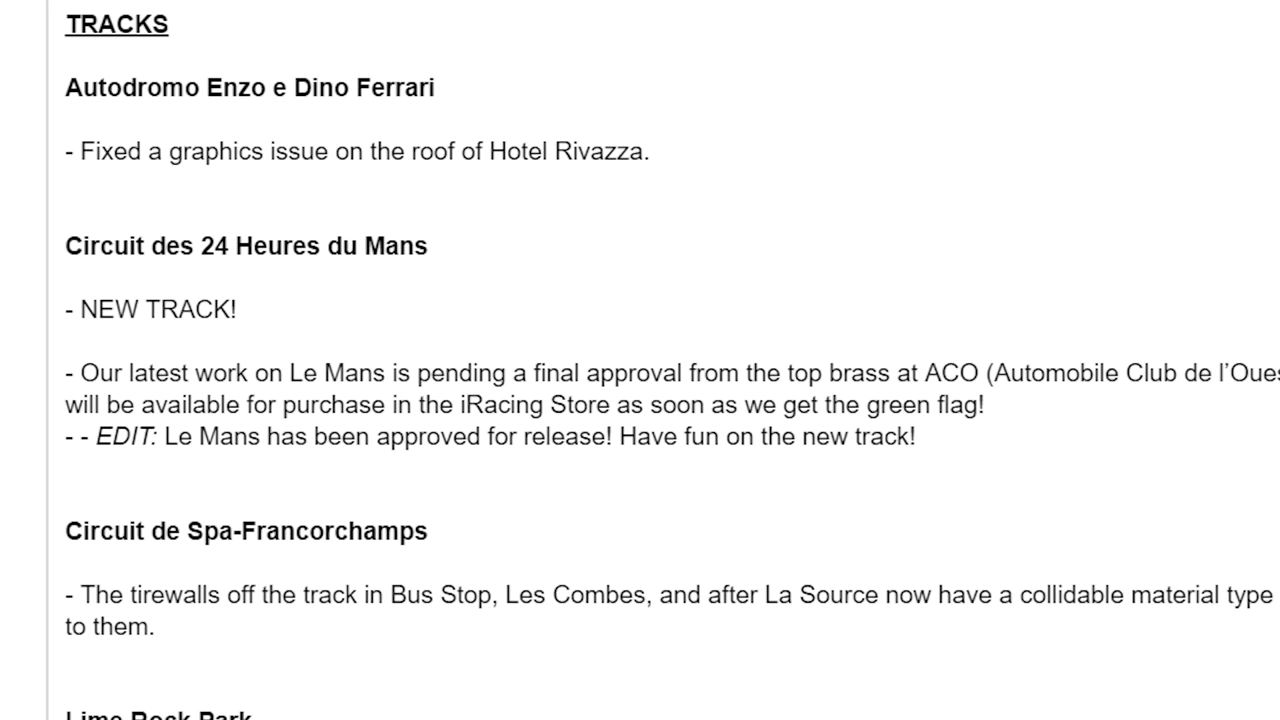 TRACKS
Autodromo Enzo e Dino Ferrari
- Fixed a graphics issue on the roof of Hotel Rivazza.
Circuit des 24 Heures du Mans
- NEW TRACK!
- Our latest work on Le Mans is pending a final approval from the top brass at ACO (Automobile Club de l’Oues
will be available for purchase in the iRacing Store as soon as we get the green flag!
- - EDIT: Le Mans has been approved for release! Have fun on the new track!
Circuit de Spa-Francorchamps
- The tirewalls off the track in Bus Stop, Les Combes, and after La Source now have a collidable material type
to them.
Lime Rock Park